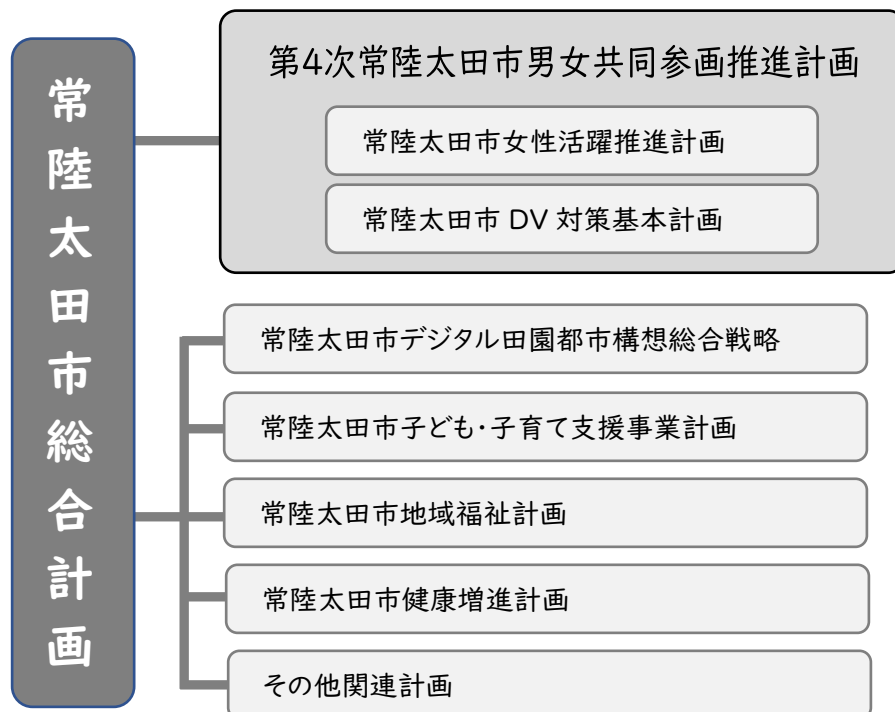 常陸太田市総合計画
第4次常陸太田市男女共同参画推進計画
常陸太田市女性活躍推進計画
常陸太田市 DV 対策基本計画
常陸太田市デジタル田園都市構想総合戦略
常陸太田市子ども・子育て支援事業計画
常陸太田市地域福祉計画
常陸太田市健康増進計画
その他関連計画